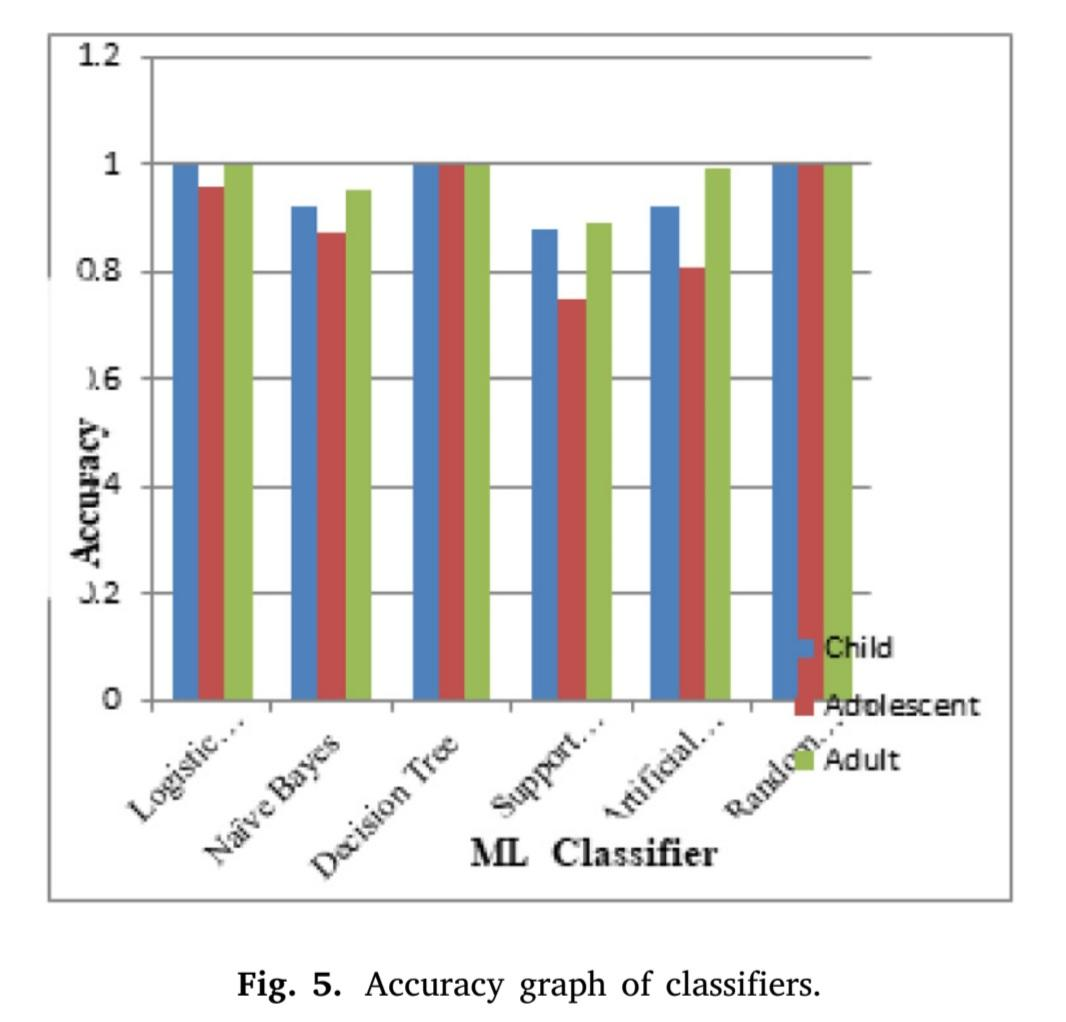 1.2
1
0.8
.6
4
.2
0
Accuracy
Logistic...
Naïve Bayes
Decision Tree
Support...
Artificial...
Random...
ML Classifier
Child
Adolescent
Adult
Fig. 5. Accuracy graph of classifiers.